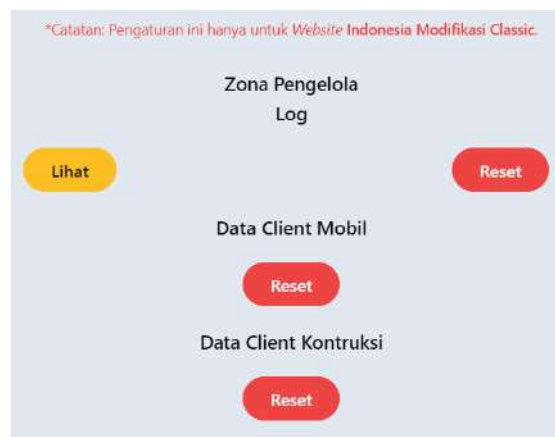 *Catatan: Pengaturan ini hanya untuk Website Indonesia Modifikasi Classic.
Zona Pengelola
Log
Lihat
Reset
Data Client Mobil
Reset
Data Client Kontruksi
Reset